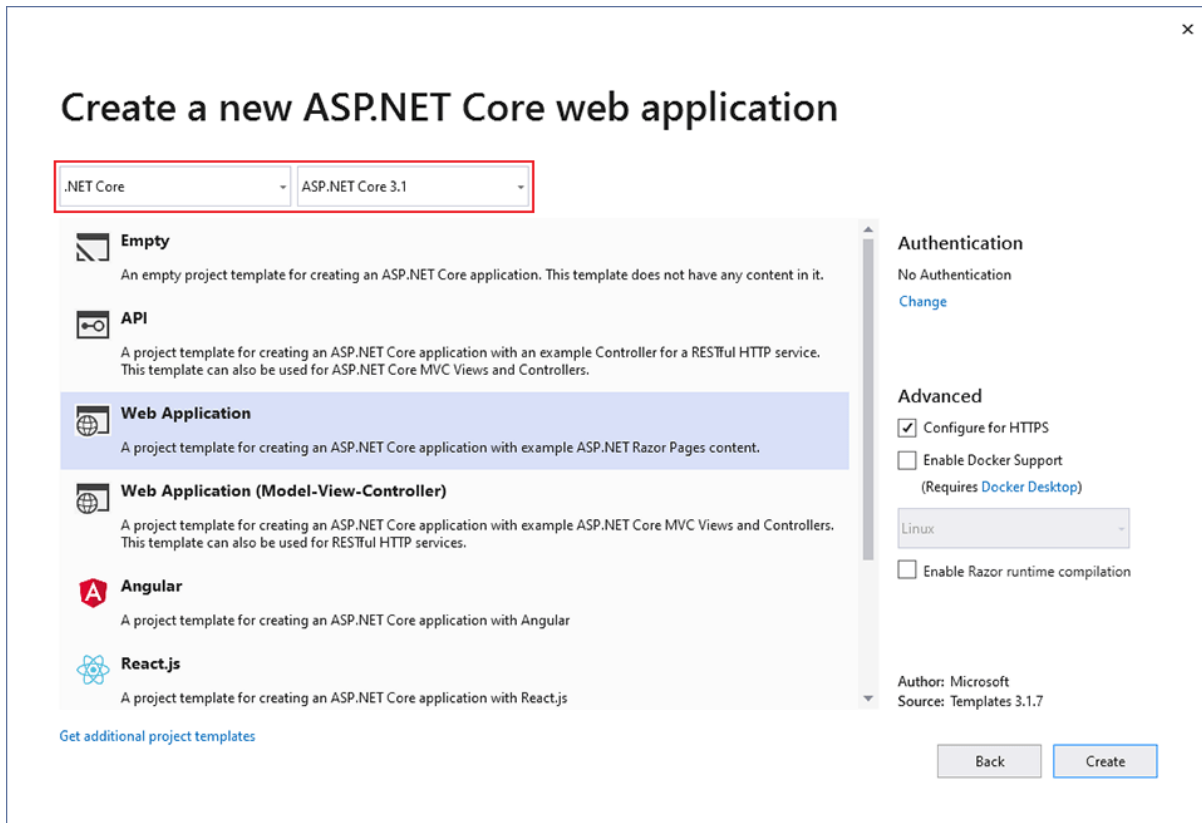 Create a new ASP.NET Core web application
.NET Core
ASP.NET Core 3.1
Empty
An empty project template for creating an ASP.NET Core application. This template does not have any content in it.
API
A project template for creating an ASP.NET Core application with an example Controller for a RESTful HTTP service.
This template can also be used for ASP.NET Core MVC Views and Controllers.
Web Application
A project template for creating an ASP.NET Core application with example ASP.NET Razor Pages content.
Web Application (Model-View-Controller)
A project template for creating an ASP.NET Core application with example ASP.NET Core MVC Views and Controllers.
This template can also be used for RESTful HTTP services.
Angular
A project template for creating an ASP.NET Core application with Angular
React.js
A project template for creating an ASP.NET Core application with React.js
Get additional project templates
Authentication
No Authentication
Change
Advanced
Configure for HTTPS
Enable Docker Support
(Requires Docker Desktop)
Linux
Enable Razor runtime compilation
Author: Microsoft
Source: Templates 3.1.7
Back
Create